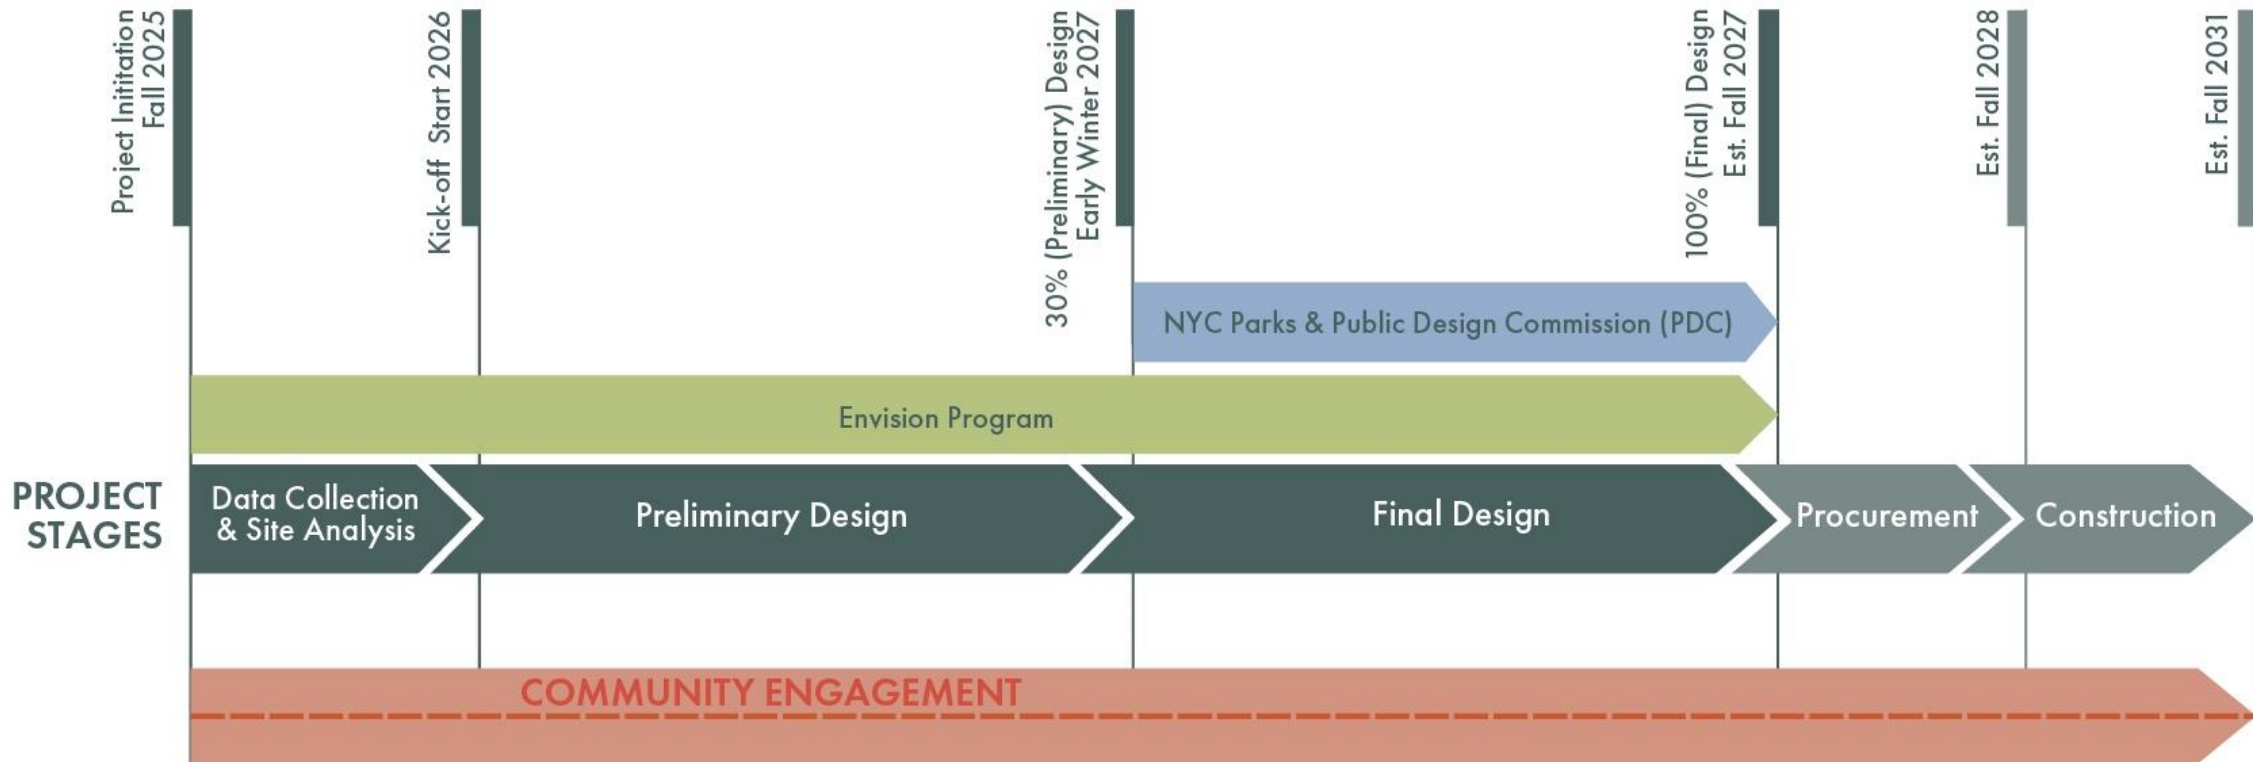 Project Inititation
Fall 2025
Kick-off  Start 2026
30% (Preliminary) Design
Early Winter 2027
100% (Final) Design
Est. Fall 2027
Est. Fall 2028
Est. Fall 2031
NYC Parks & Public Design Commission (PDC)
Envision Program
PROJECT
STAGES
Data Collection
& Site Analysis
Preliminary Design
Final Design
Procurement
Construction
COMMUNITY ENGAGEMENT